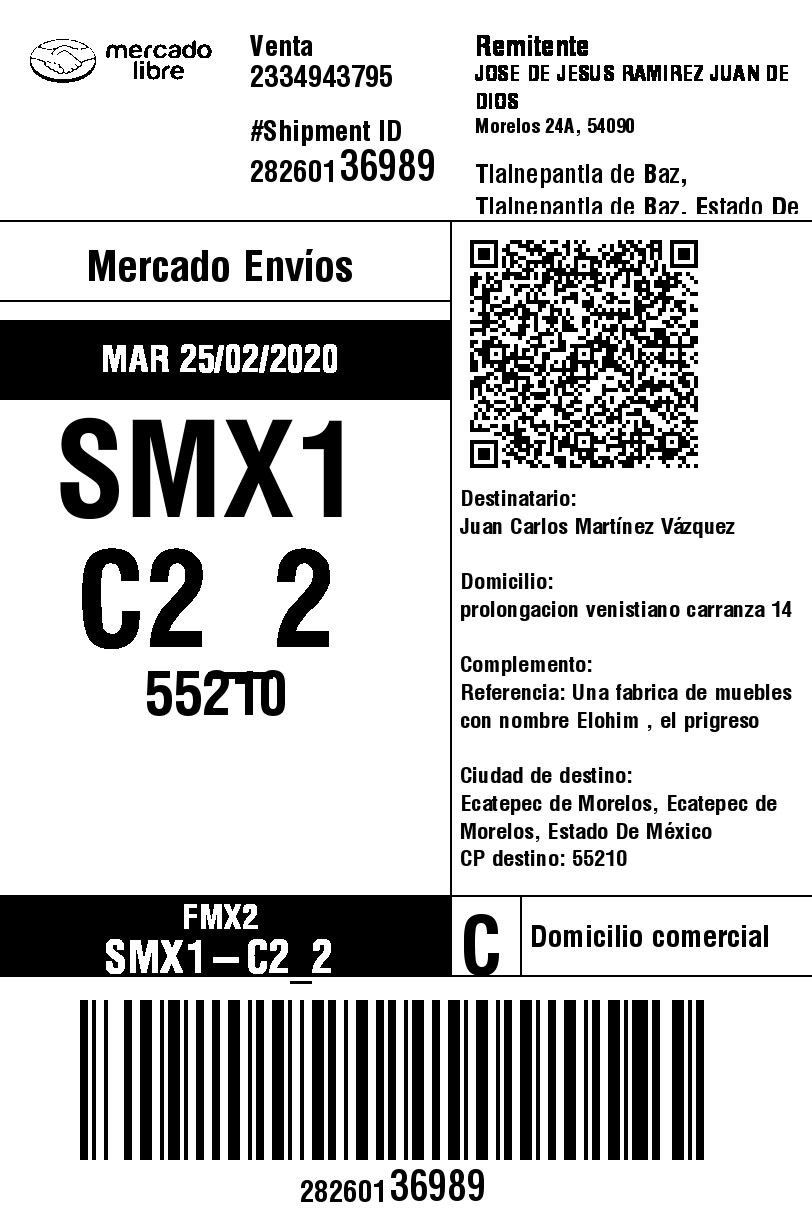 mercado
libre
Venta
2334943795
#Shipment ID
28260136989
Remitente
JOSE DE JESUS RAMIREZ JUAN DE
DIOS
Morelos 24A, 54090
Tlalnepantla de Baz,
Tlalnepantla de Baz, Estado De
Mercado Envíos
MAR 25/02/2020
SMX1
C2_2
55210
Destinatario:
Juan Carlos Martínez Vázquez
Domicilio:
prolongacion venistiano carranza 14
Complemento:
Referencia: Una fabrica de muebles
con nombre Elohim , el prigreso
Ciudad de destino:
Ecatepec de Morelos, Ecatepec de
Morelos, Estado De México
CP destino: 55210
FMX2
SMX1–C2_2
C
Domicilio comercial
28260136989